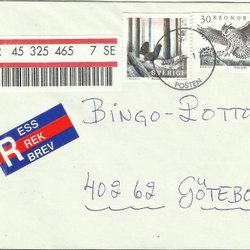 45 325 465 7 SE
SVERIGE
30 KRONOR
POSTEN
BINGO-LOTTO
R
ESS
REK
BREV
402 62 GÖTEBO